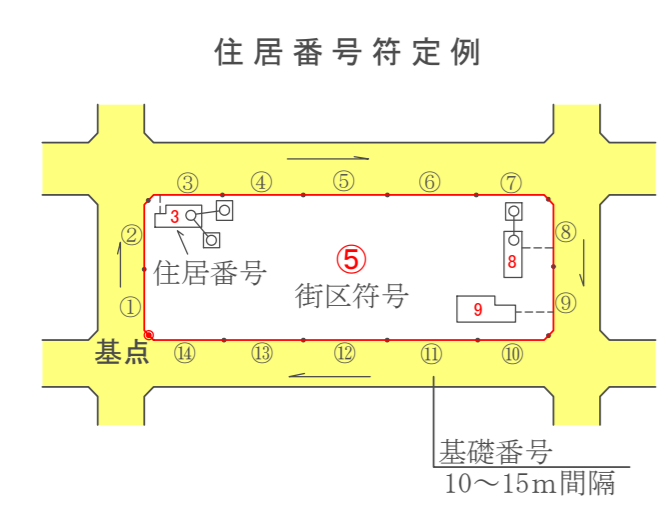 住居番号符定例
③ ④ ⑤ ⑥ ⑦
3
② ⑧
⑤ 8
住居番号
街区符号
① 9 ⑨
基点 ⑭ ⑬ ⑫ ⑪ ⑩
基礎番号
10～15m間隔